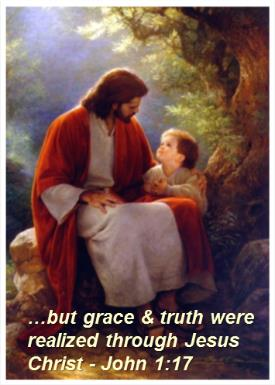 …but grace & truth were
realized through Jesus
Christ - John 1:17